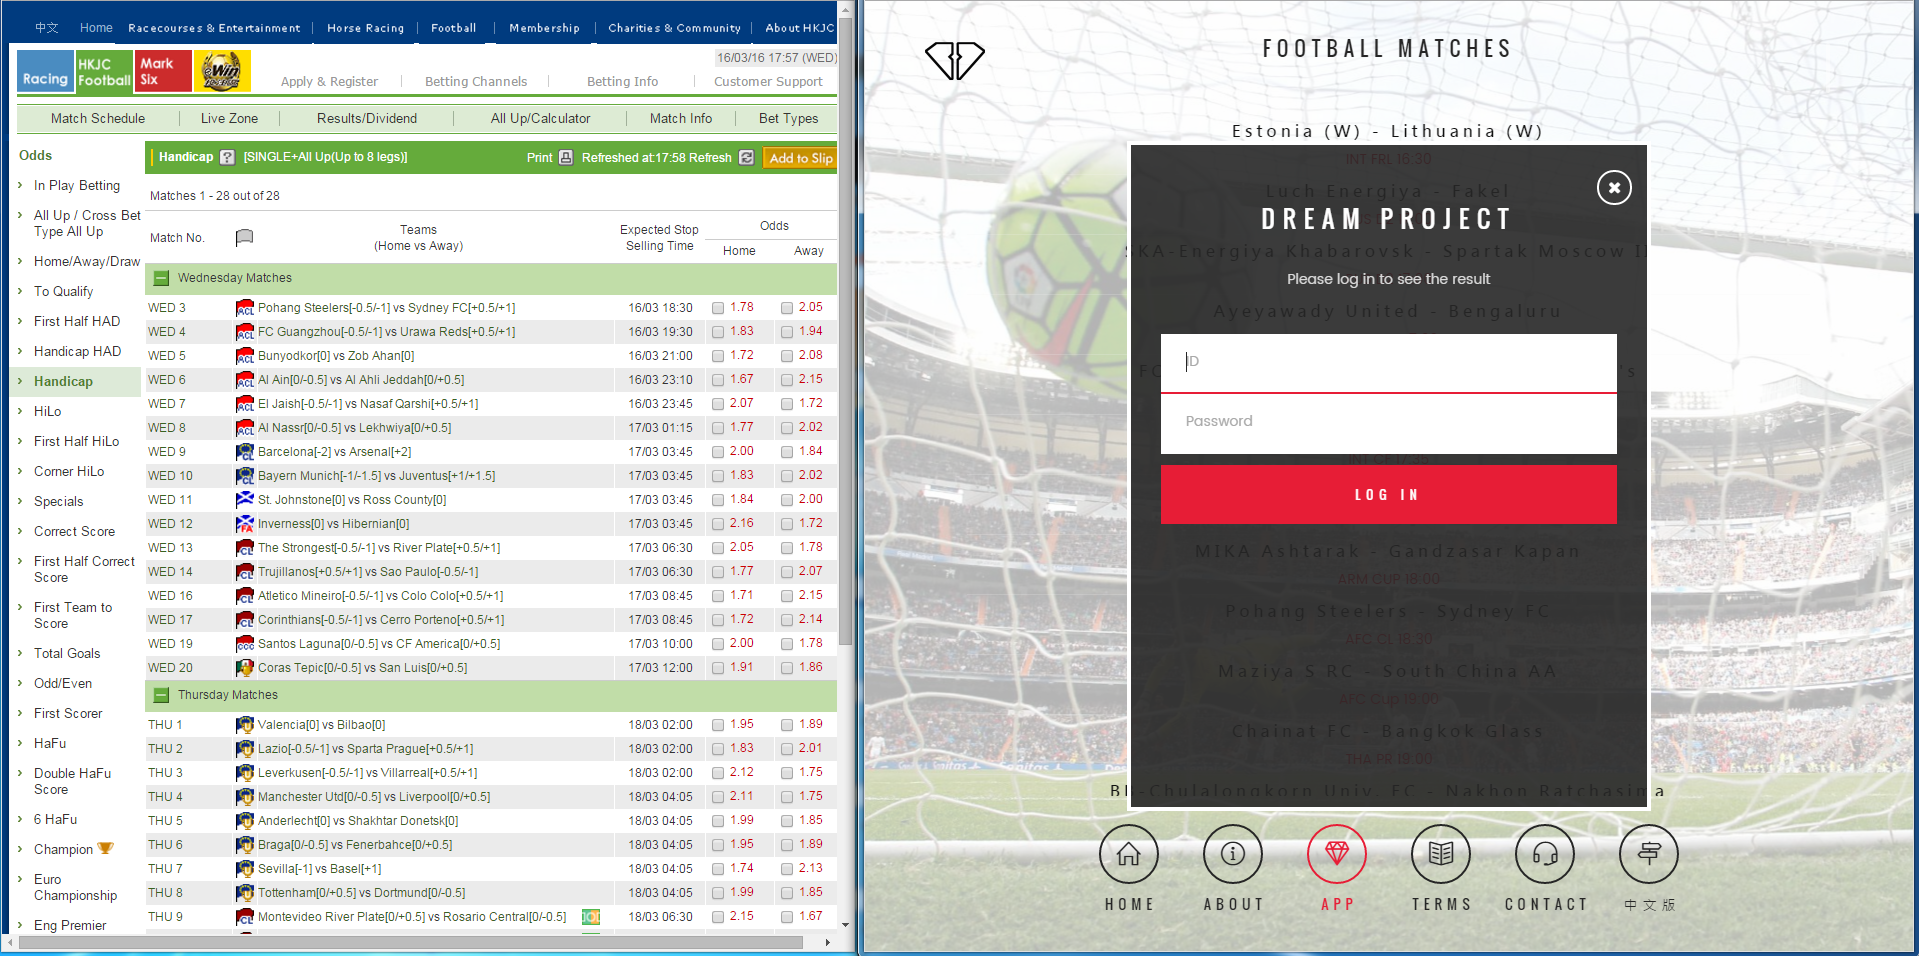 中文 Home Racecourses & Entertainment Horse Racing Football Membership Charities & Community About HKJC
Racing
HKJC Football
Mark Six
eWin
16/03/16 17:57 (WED)
Apply & Register Betting Channels Betting Info Customer Support
Match Schedule Live Zone Results/Dividend All Up/Calculator Match Info Bet Types
Odds
In Play Betting
All Up / Cross Bet
Type All Up
Home/Away/Draw
To Qualify
First Half HAD
Handicap HAD
Handicap
HiLo
First Half HiLo
Corner HiLo
Specials
Correct Score
First Half Correct
Score
First Team to
Score
Total Goals
Odd/Even
First Scorer
HaFu
Double HaFu
Score
6 HaFu
Champion
Euro
Championship
Eng Premier
Handicap ? [SINGLE+All Up(Up to 8 legs)] Print Refreshed at:17:58 Refresh Add to Slip
Matches 1 - 28 out of 28
Match No. Teams (Home vs Away) Expected Stop Selling Time Odds Home Away
Wednesday Matches
WED 3 ACL Pohang Steelers[-0.5/-1] vs Sydney FC[+0.5/+1] 16/03 18:30 1.78 2.05
WED 4 ACL FC Guangzhou[-0.5/-1] vs Urawa Reds[+0.5/+1] 16/03 19:30 1.83 1.94
WED 5 ACL Bunyodkor[0] vs Zob Ahan[0] 16/03 21:00 1.72 2.08
WED 6 ACL Al Ain[0/-0.5] vs Al Ahli Jeddah[0/+0.5] 16/03 23:10 1.67 2.15
WED 7 ACL El Jaish[-0.5/-1] vs Nasaf Qarshi[+0.5/+1] 16/03 23:45 2.07 1.72
WED 8 ACL Al Nassr[0/-0.5] vs Lekhwiya[0/+0.5] 17/03 01:15 1.77 2.02
WED 9 CL Barcelona[-2] vs Arsenal[+2] 17/03 03:45 2.00 1.84
WED 10 CL Bayern Munich[-1/-1.5] vs Juventus[+1/+1.5] 17/03 03:45 1.83 2.02
WED 11 St. Johnstone[0] vs Ross County[0] 17/03 03:45 1.84 2.00
WED 12 FA Inverness[0] vs Hibernian[0] 17/03 03:45 2.16 1.72
WED 13 CL The Strongest[-0.5/-1] vs River Plate[+0.5/+1] 17/03 06:30 2.05 1.78
WED 14 CL Trujillanos[+0.5/+1] vs Sao Paulo[-0.5/-1] 17/03 06:30 1.77 2.07
WED 16 CL Atletico Mineiro[-0.5/-1] vs Colo Colo[+0.5/+1] 17/03 08:45 1.71 2.15
WED 17 CL Corinthians[-0.5/-1] vs Cerro Porteno[+0.5/+1] 17/03 08:45 1.72 2.14
WED 19 CCC Santos Laguna[0/-0.5] vs CF America[0/+0.5] 17/03 10:00 2.00 1.78
WED 20 Coras Tepic[0/-0.5] vs San Luis[0/+0.5] 17/03 12:00 1.91 1.86
Thursday Matches
THU 1 Valencia[0] vs Bilbao[0] 18/03 02:00 1.95 1.89
THU 2 Lazio[-0.5/-1] vs Sparta Prague[+0.5/+1] 18/03 02:00 1.83 2.01
THU 3 Leverkusen[-0.5/-1] vs Villarreal[+0.5/+1] 18/03 02:00 2.12 1.75
THU 4 Manchester Utd[0/-0.5] vs Liverpool[0/+0.5] 18/03 04:05 2.11 1.75
THU 5 Anderlecht[0] vs Shakhtar Donetsk[0] 18/03 04:05 1.99 1.85
THU 6 Braga[0/-0.5] vs Fenerbahce[0/+0.5] 18/03 04:05 1.95 1.89
THU 7 Sevilla[-1] vs Basel[+1] 18/03 04:05 1.74 2.13
THU 8 Tottenham[0/+0.5] vs Dortmund[0/-0.5] 18/03 04:05 1.99 1.85
THU 9 CL Montevideo River Plate[0/+0.5] vs Rosario Central[0/-0.5] 18/03 06:30 2.15 1.67
FOOTBALL MATCHES
Estonia (W) - Lithuania (W)
INT FRL 16:30
Luch Energiya - Fakel
SKA-Energiya Khabarovsk - Spartak Moscow II
Ayeyawady United - Bengaluru
DREAM PROJECT
Please log in to see the result
ID
Password
LOG IN
MIKA Ashtarak - Gandzasar Kapan
ARM CUP 18:00
Pohang Steelers - Sydney FC
AFC CL 18:30
Maziya S RC - South China AA
AFC Cup 19:00
Chainat FC - Bangkok Glass
THA PR 19:00
-Chulalongkorn Univ. FC - Nakhon Ratchasima
HOME ABOUT APP TERMS CONTACT 中文版